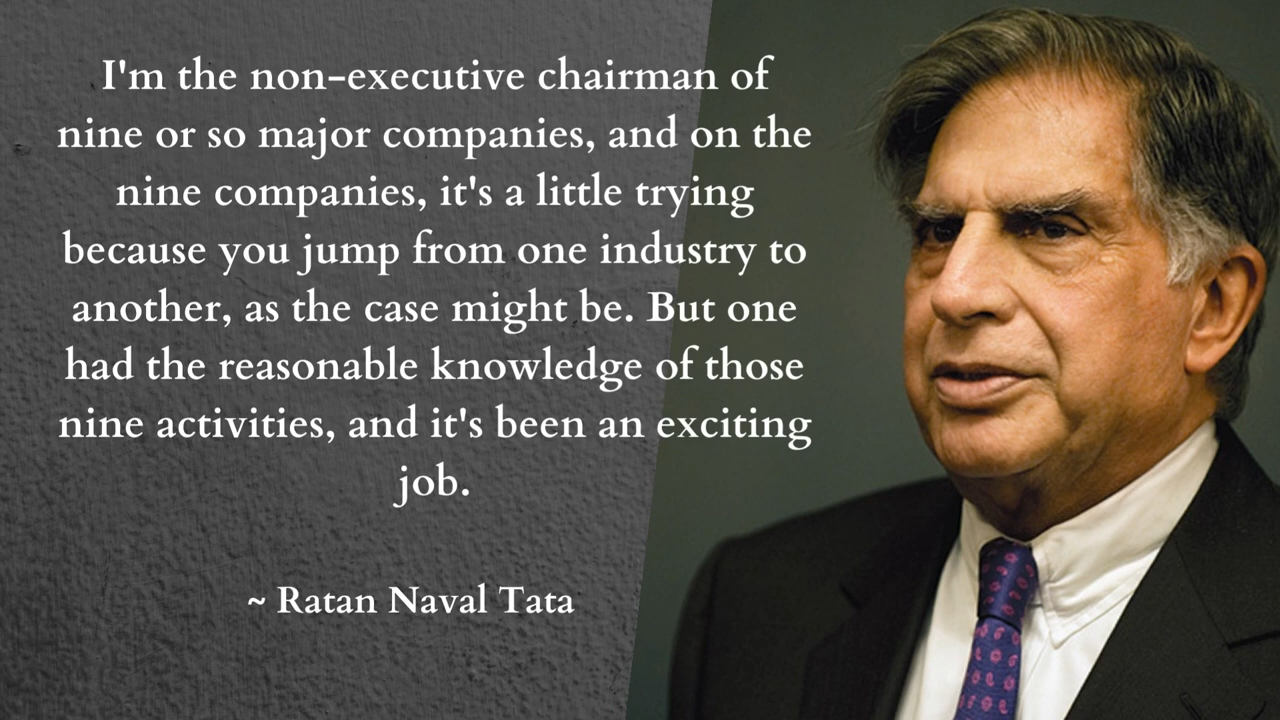 I'm the non-executive chairman of
nine or so major companies, and on the
nine companies, it's a little trying
because you jump from one industry to
another, as the case might be. But one
had the reasonable knowledge of those
nine activities, and it's been an exciting
job.
~ Ratan Naval Tata